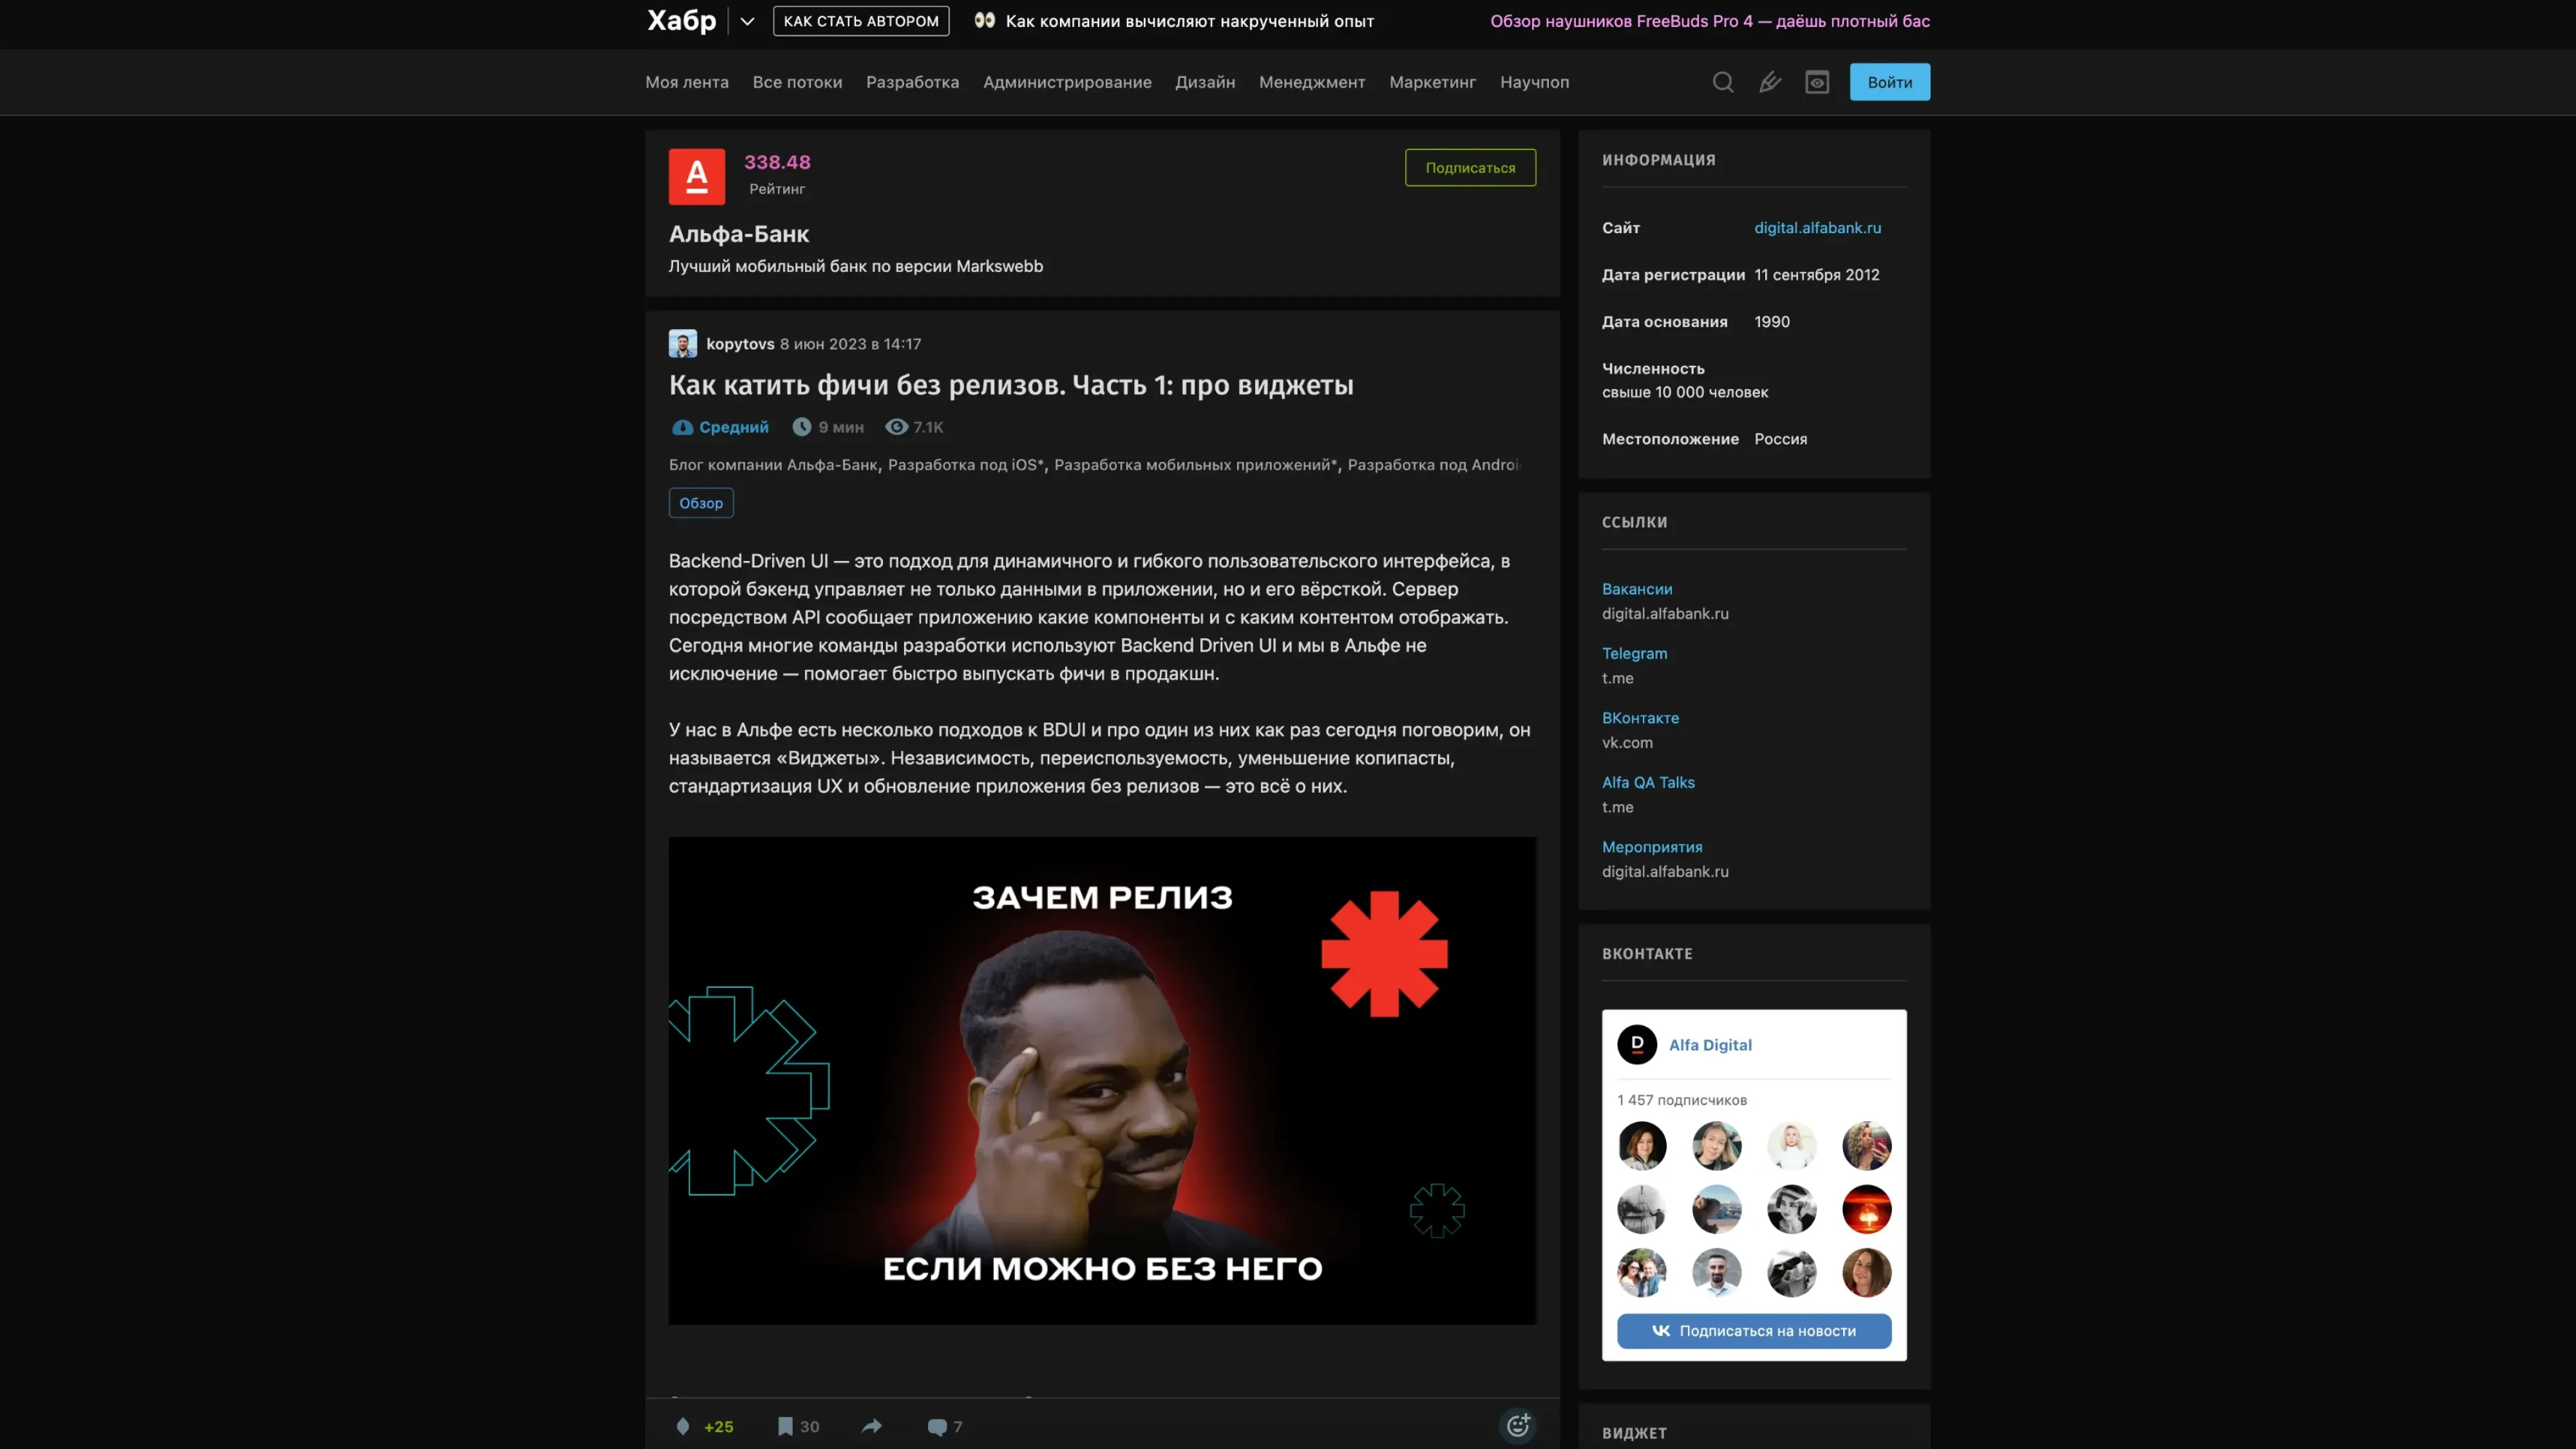 Хабр
КАК СТАТЬ АВТОРОМ
Как компании вычисляют накрученный опыт
Обзор наушников FreeBuds Pro 4 — даёшь плотный бас
Моя лента Все потоки Разработка Администрирование Дизайн Менеджмент Маркетинг Научпоп
Войти
А
338.48
Рейтинг
Подписаться
Альфа-Банк
Лучший мобильный банк по версии Markswebb
kopytovs 8 июн 2023 в 14:17
Как катить фичи без релизов. Часть 1: про виджеты
Средний 9 мин 7.1K
Блог компании Альфа-Банк, Разработка под iOS*, Разработка мобильных приложений*, Разработка под Androi
Обзор
Backend-Driven UI — это подход для динамичного и гибкого пользовательского интерфейса, в
которой бэкенд управляет не только данными в приложении, но и его вёрсткой. Сервер
посредством API сообщает приложению какие компоненты и с каким контентом отображать.
Сегодня многие команды разработки используют Backend Driven UI и мы в Альфе не
исключение — помогает быстро выпускать фичи в продакшн.
У нас в Альфе есть несколько подходов к BDUI и про один из них как раз сегодня поговорим, он
называется «Виджеты». Независимость, переиспользуемость, уменьшение копипасты,
стандартизация UX и обновление приложения без релизов — это всё о них.
ЗАЧЕМ РЕЛИЗ
ЕСЛИ МОЖНО БЕЗ НЕГО
+25 30 7
ИНФОРМАЦИЯ
Сайт digital.alfabank.ru
Дата регистрации 11 сентября 2012
Дата основания 1990
Численность
свыше 10 000 человек
Местоположение Россия
ССЫЛКИ
Вакансии
digital.alfabank.ru
Telegram
t.me
ВКонтакте
vk.com
Alfa QA Talks
t.me
Мероприятия
digital.alfabank.ru
ВКОНТАКТЕ
D
Alfa Digital
1 457 подписчиков
Подписаться на новости
ВИДЖЕТ